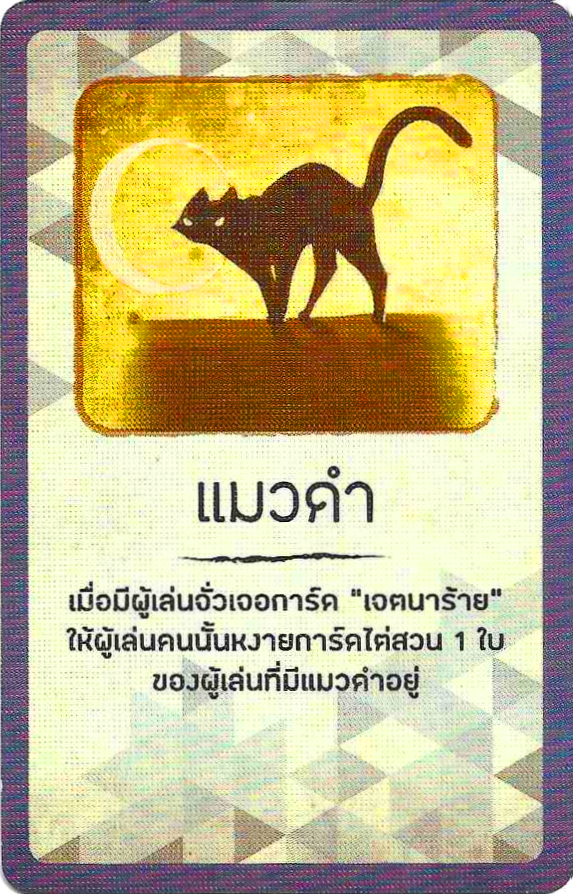 แมวดำ
เมื่อมีผู้เล่นจั่วเจอการ์ด "เจตนาร้าย"
ให้ผู้เล่นคนนั้นหงายการ์ดไต่สวน 1 ใบ
ของผู้เล่นที่มีแมวดำอยู่